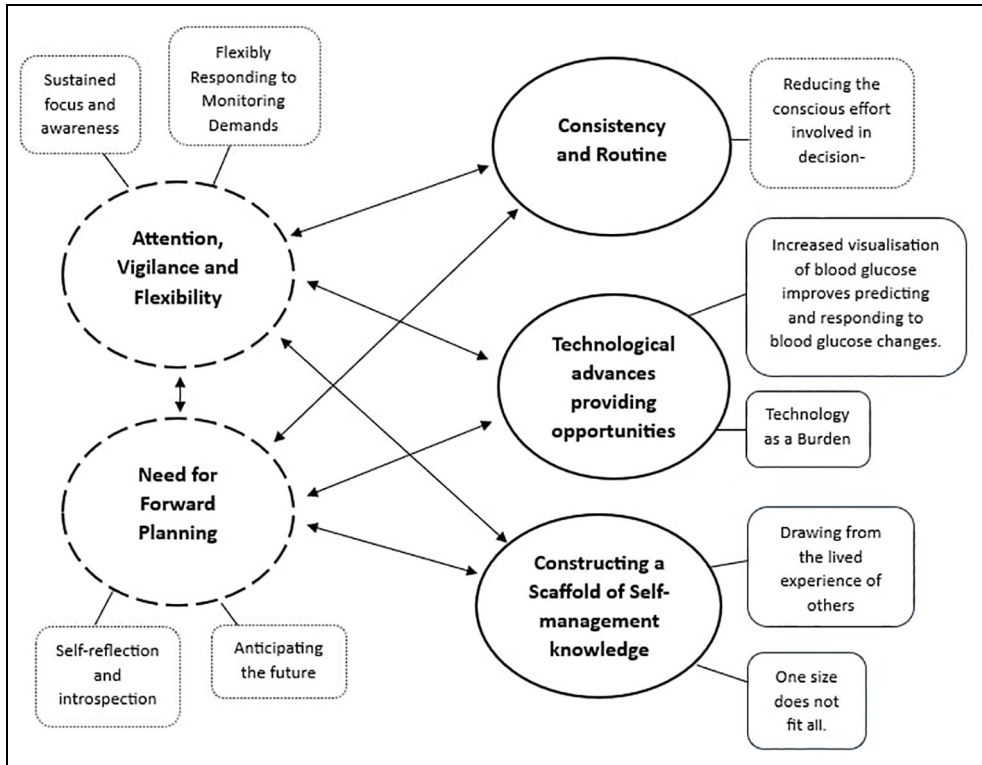 Sustained
focus and
awareness
Flexibly
Responding to
Monitoring
Demands
Attention,
Vigilance and
Flexibility
Need for
Forward
Planning
Self-reflection
and
introspection
Anticipating
the future
Consistency
and Routine
Reducing the
conscious effort
involved in
decision-
Technological
advances
providing
opportunities
Increased visualisation
of blood glucose
improves predicting
and responding to
blood glucose changes.
Technology
as a Burden
Constructing a
Scaffold of Self-
management
knowledge
Drawing from
the lived
experience of
others
One size
does not
fit all.